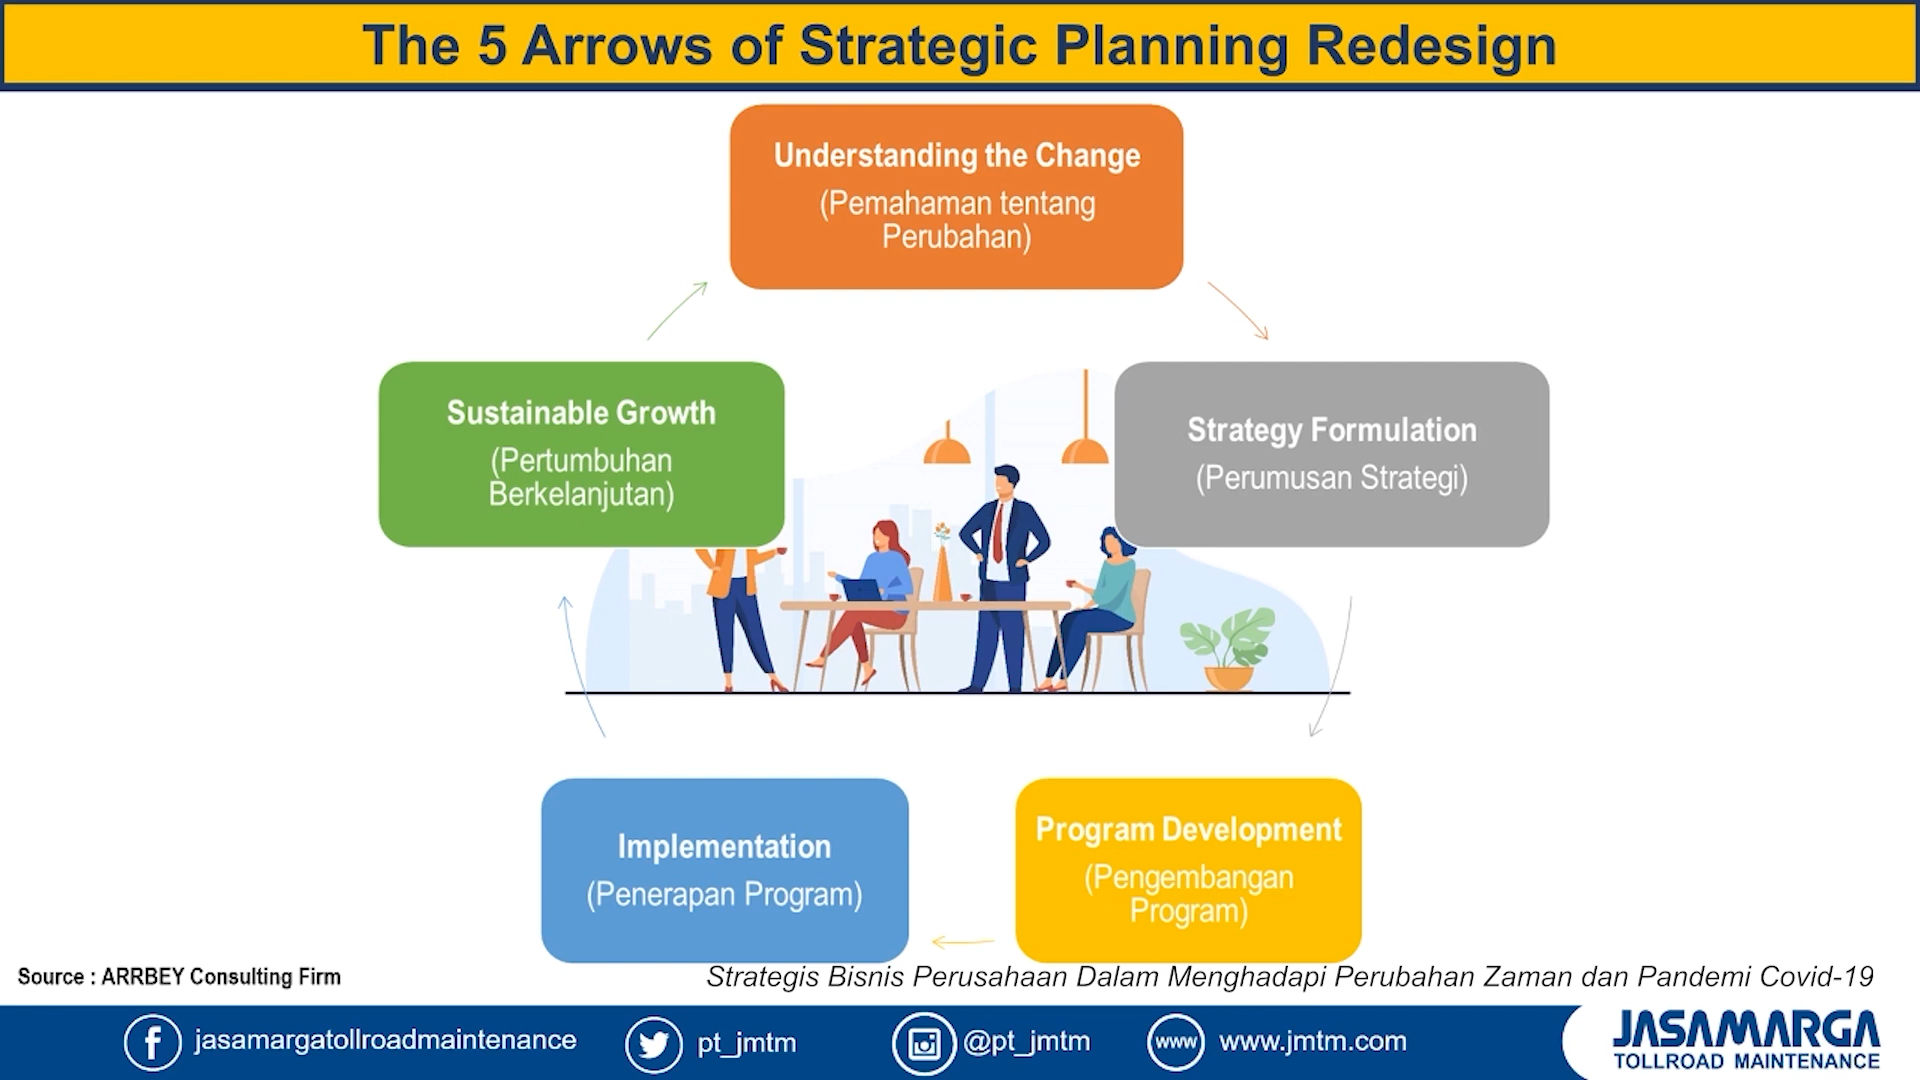 The 5 Arrows of Strategic Planning Redesign
Understanding the Change
(Pemahaman tentang
Perubahan)
Sustainable Growth
(Pertumbuhan
Berkelanjutan)
Strategy Formulation
(Perumusan Strategi)
Implementation
(Penerapan Program)
Program Development
(Pengembangan
Program)
Source : ARRBEY Consulting Firm
Strategis Bisnis Perusahaan Dalam Menghadapi Perubahan Zaman dan Pandemi Covid-19
jasamargatollroadmaintenance
pt_jmtm
@pt_jmtm
www
www.jmtm.com
JASAMARGA
TOLLROAD MAINTENANCE